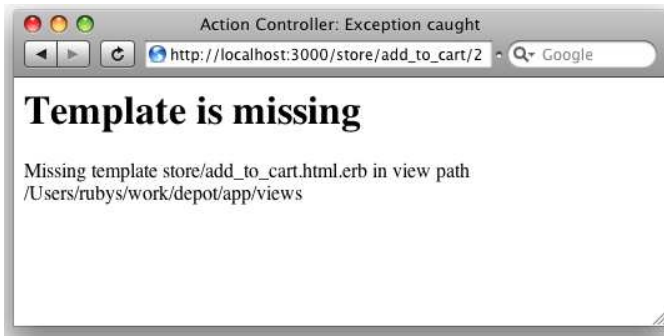 Action Controller: Exception caught
http://localhost:3000/store/add_to_cart/2
Google
Template is missing
Missing template store/add_to_cart.html.erb in view path
/Users/rubys/work/depot/app/views